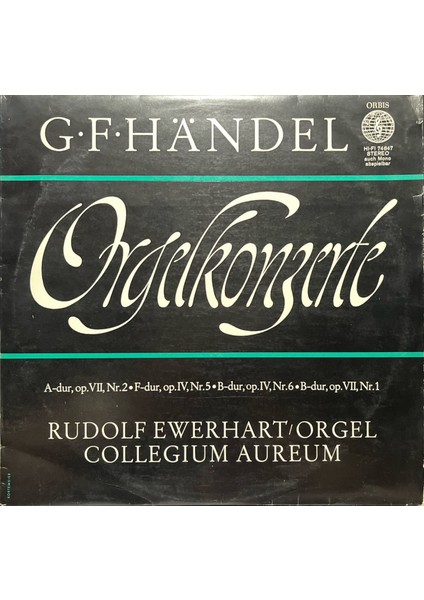 ORBIS
HI-FI 74 847
STEREO
auch Mono
abspielbar
G·F·HÄNDEL
Orgelkonzerte
A-dur, op.VII, Nr.2•F-dur, op.IV, Nr.5•B-dur, op.IV, Nr.6•B-dur, op.VII, Nr.1
RUDOLF EWERHART/ORGEL
COLLEGIUM AUREUM